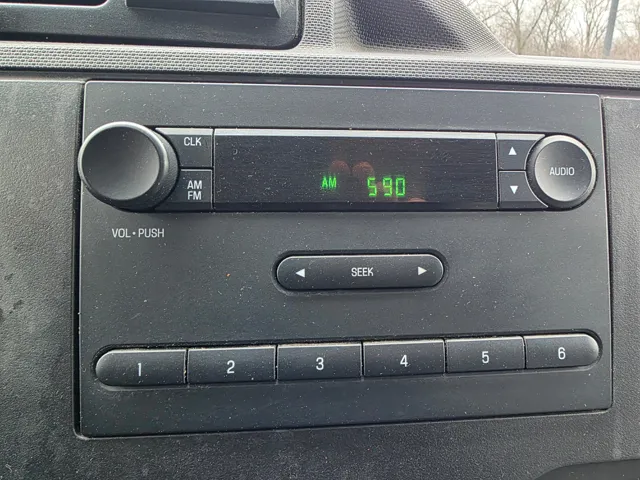 CLK
AM
FM
AM 590
▲
▼
AUDIO
VOL•PUSH
◄ SEEK ►
1 2 3 4 5 6